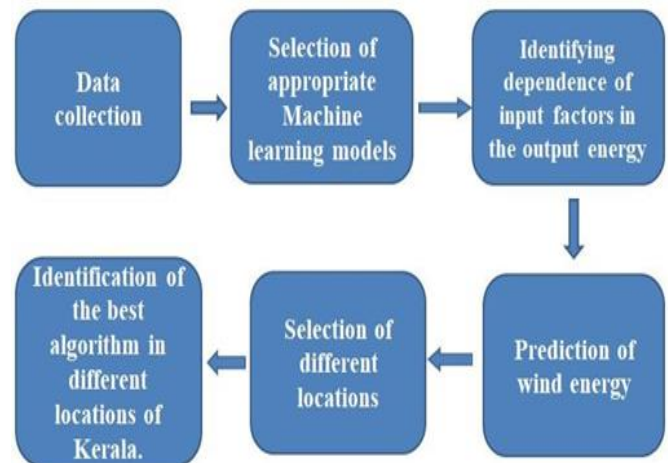 Data
collection
Selection of
appropriate
Machine
learning models
Identifying
dependence of
input factors in
the output energy
Prediction of
wind energy
Selection of
different
locations
Identification of
the best
algorithm in
different
locations of
Kerala.